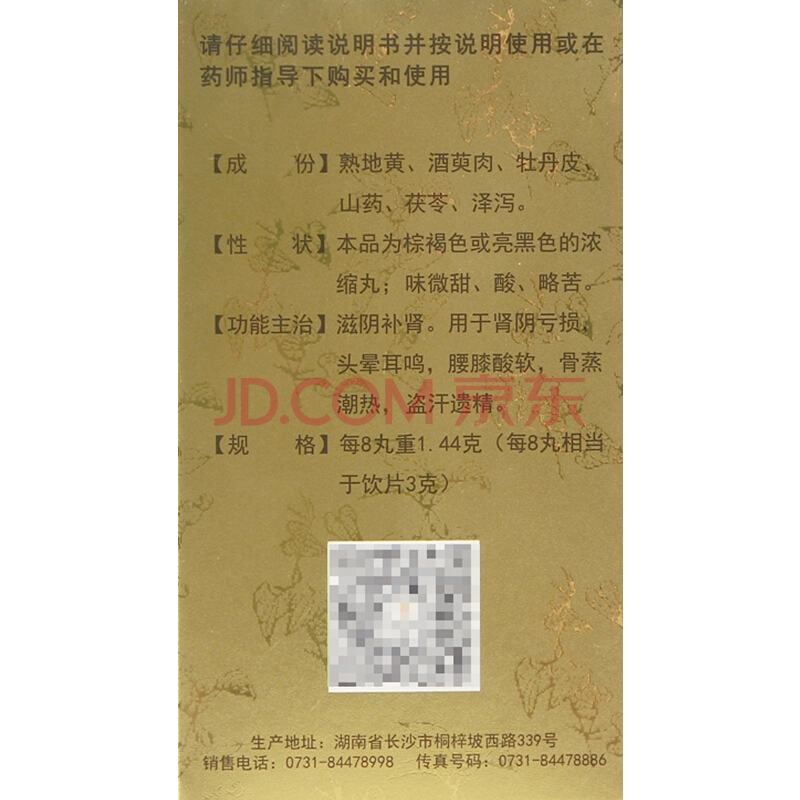 请仔细阅读说明书并按说明使用或在
药师指导下购买和使用
【成 份】熟地黄、酒萸肉、牡丹皮、
山药、茯苓、泽泻。
【性 状】本品为棕褐色或亮黑色的浓
缩丸；味微甜、酸、略苦。
【功能主治】滋阴补肾。用于肾阴亏损，
头晕耳鸣，腰膝酸软，骨蒸
潮热，盗汗遗精。
JD.COM 京东
【规 格】每8丸重1.44克（每8丸相当
于饮片3克）
生产地址：湖南省长沙市桐梓坡西路339号
销售电话：0731-84478998 传真号码：0731-84478886